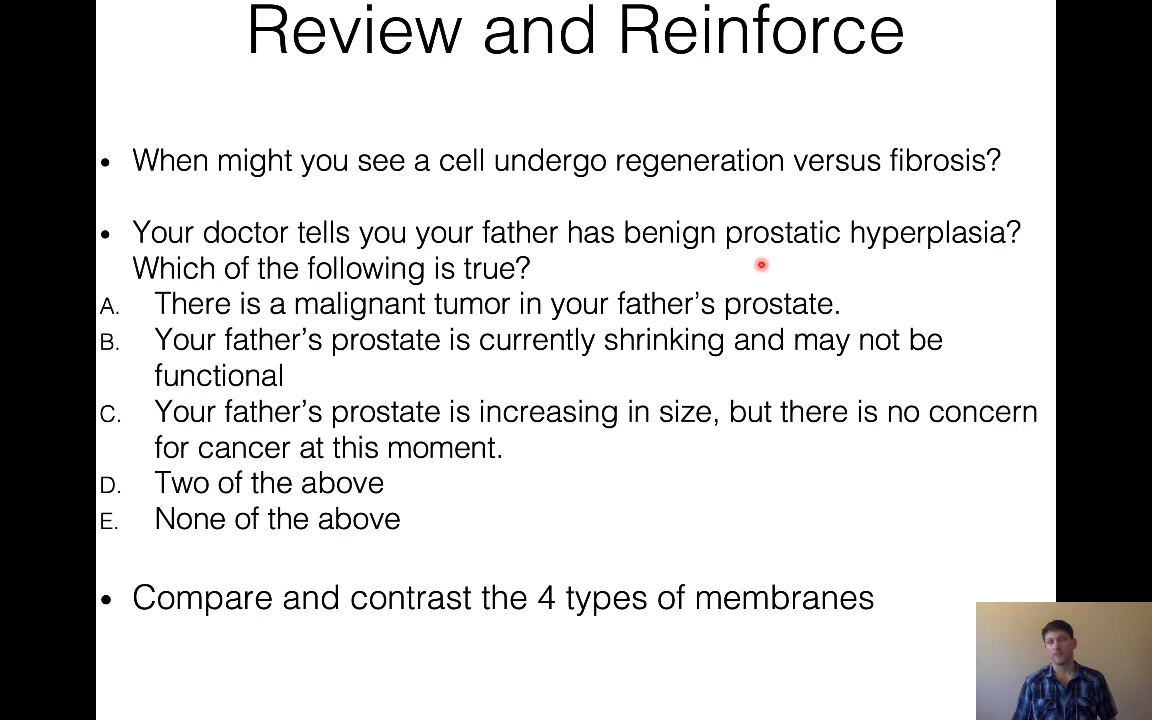 Review and Reinforce
• When might you see a cell undergo regeneration versus fibrosis?
• Your doctor tells you your father has benign prostatic hyperplasia?
Which of the following is true?
A. There is a malignant tumor in your father’s prostate.
B. Your father’s prostate is currently shrinking and may not be
functional
C. Your father’s prostate is increasing in size, but there is no concern
for cancer at this moment.
D. Two of the above
E. None of the above
• Compare and contrast the 4 types of membranes